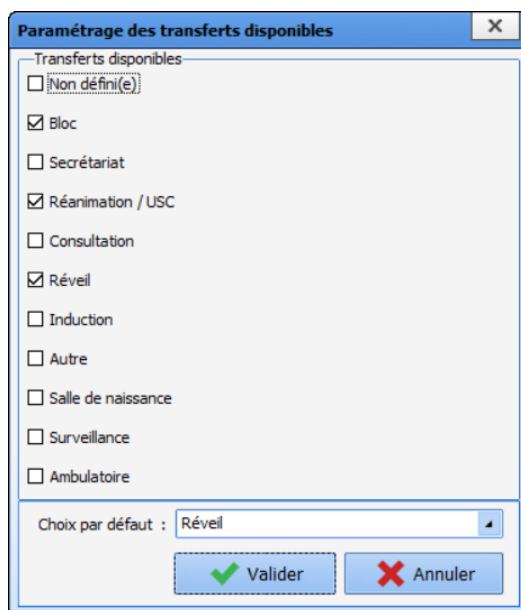 Paramétrage des transferts disponibles
Transferts disponibles
Non défini(e)
Bloc
Secrétariat
Réanimation / USC
Consultation
Réveil
Induction
Autre
Salle de naissance
Surveillance
Ambulatoire
Choix par défaut : Réveil
Valider Annuler